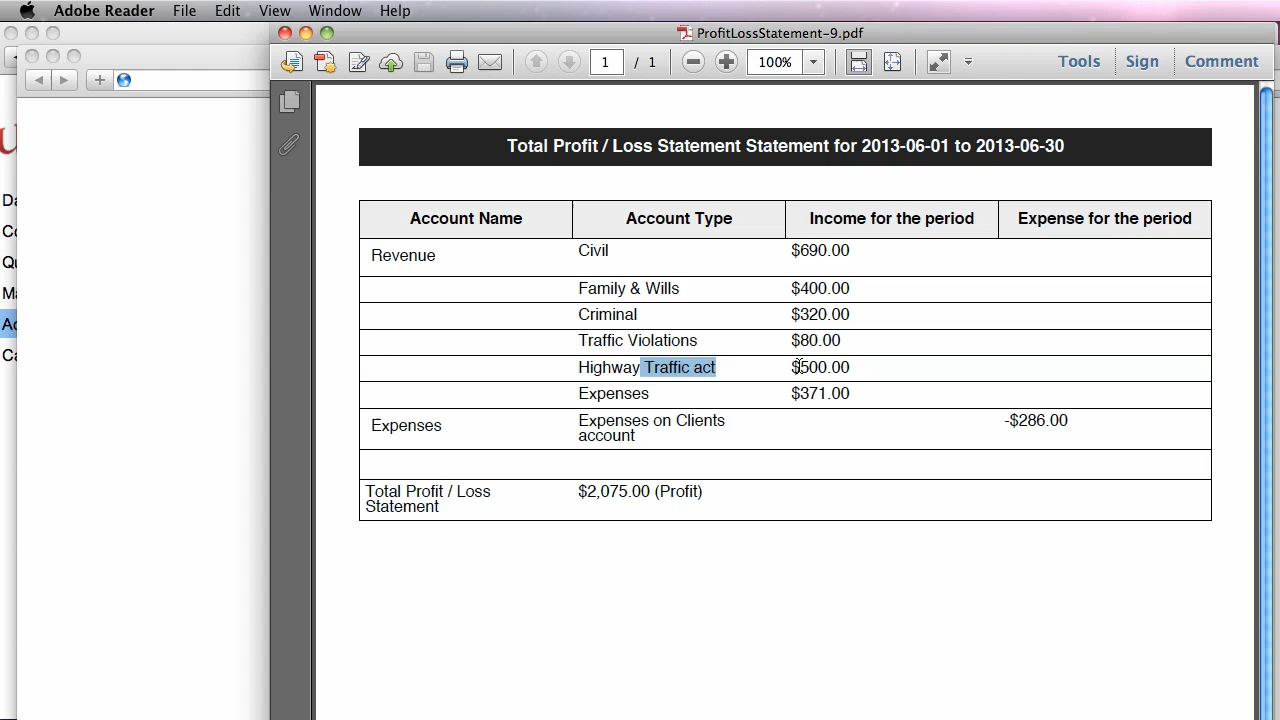 Adobe Reader File Edit View Window Help
ProfitLossStatement-9.pdf
1 / 1 100% Tools Sign Comment
Total Profit / Loss Statement Statement for 2013-06-01 to 2013-06-30
Account Name Account Type Income for the period Expense for the period
Revenue Civil $690.00
Family & Wills $400.00
Criminal $320.00
Traffic Violations $80.00
Highway Traffic act $500.00
Expenses $371.00
Expenses Expenses on Clients account -$286.00
Total Profit / Loss Statement $2,075.00 (Profit)